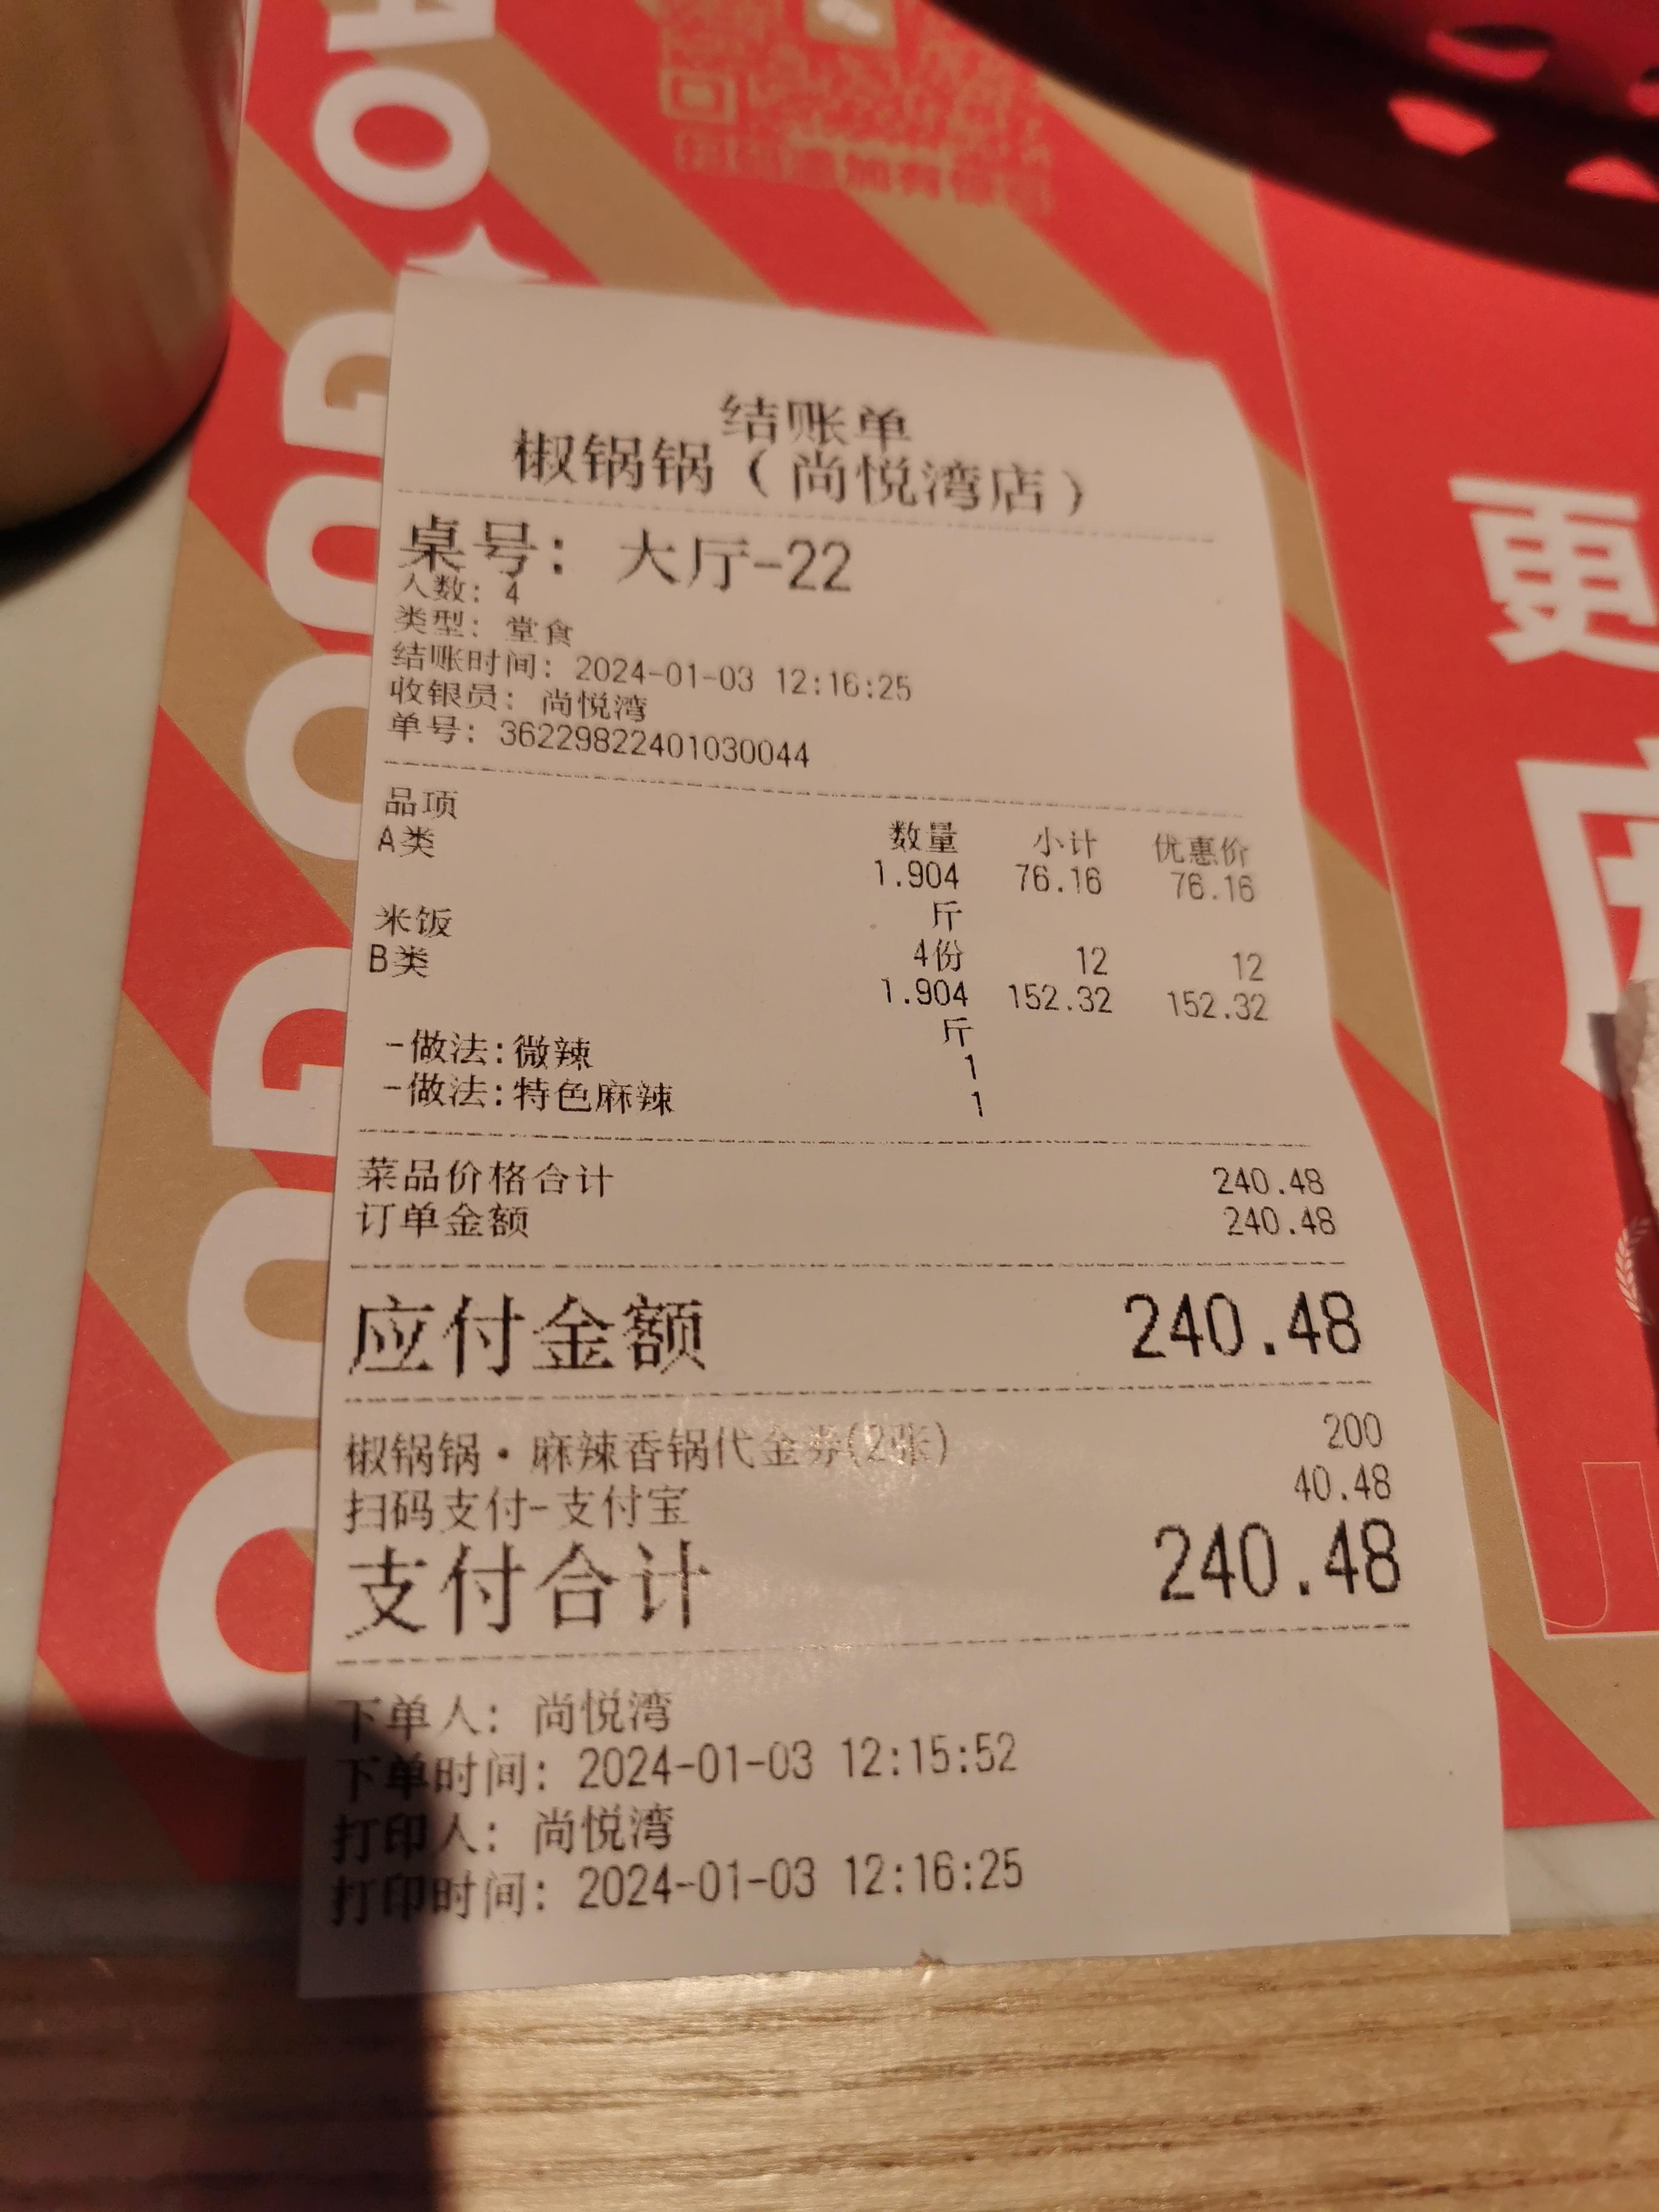 GOUOGUO
结账单
椒锅锅（尚悦湾店）
桌号： 大厅-22
人数： 4
类型： 堂食
结账时间： 2024-01-03 12:16:25
收银员： 尚悦湾
单号： 36229822401030044
品项 数量 小计 优惠价
A类 1.904 76.16 76.16
斤
米饭 4份 12 12
B类 1.904 152.32 152.32
斤
-做法:微辣 1
-做法:特色麻辣 1
菜品价格合计 240.48
订单金额 240.48
应付金额 240.48
椒锅锅·麻辣香锅代金券(2张) 200
扫码支付-支付宝 40.48
支付合计 240.48
下单人： 尚悦湾
下单时间： 2024-01-03 12:15:52
打印人： 尚悦湾
打印时间： 2024-01-03 12:16:25
更